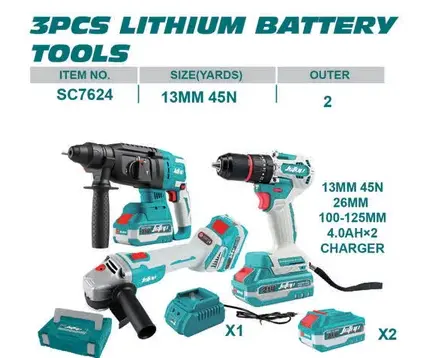 3PCS LITHIUM BATTERY
TOOLS
ITEM NO. SIZE(YARDS) OUTER
SC7624 13MM 45N 2
13MM 45N
26MM
100-125MM
4.0AH×2
CHARGER
X1
X2